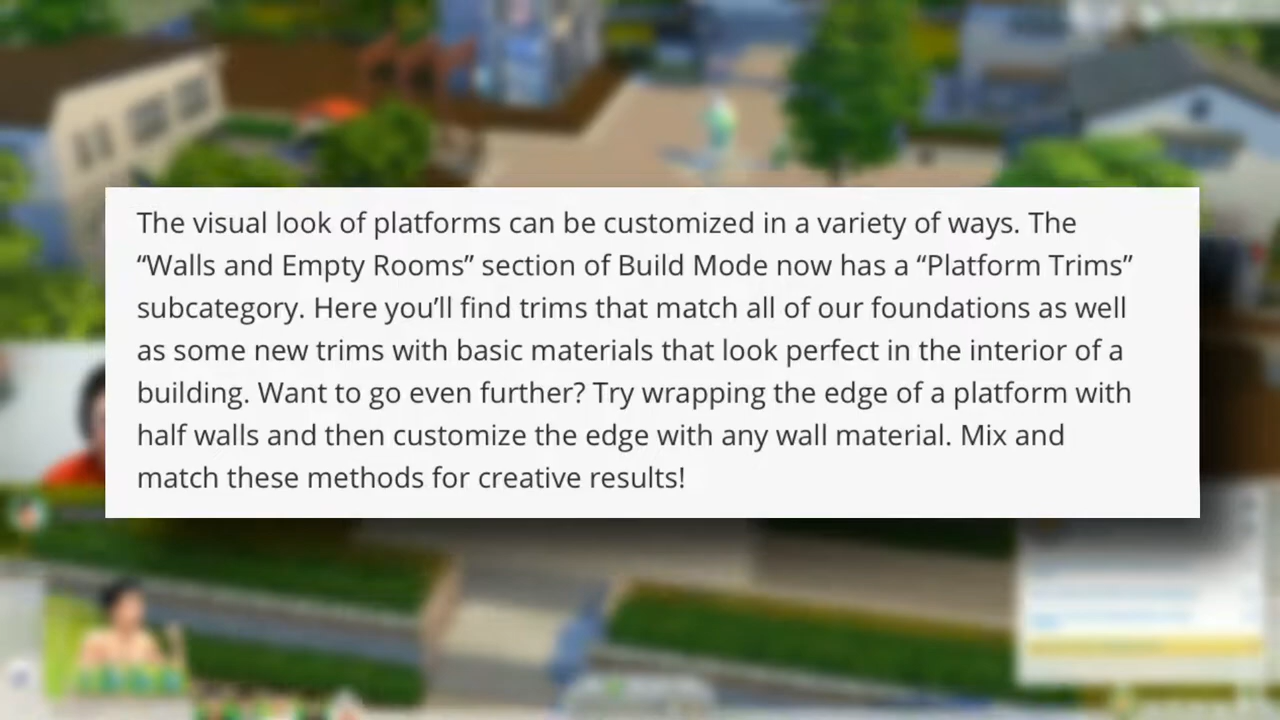 The visual look of platforms can be customized in a variety of ways. The
“Walls and Empty Rooms” section of Build Mode now has a “Platform Trims”
subcategory. Here you’ll find trims that match all of our foundations as well
as some new trims with basic materials that look perfect in the interior of a
building. Want to go even further? Try wrapping the edge of a platform with
half walls and then customize the edge with any wall material. Mix and
match these methods for creative results!